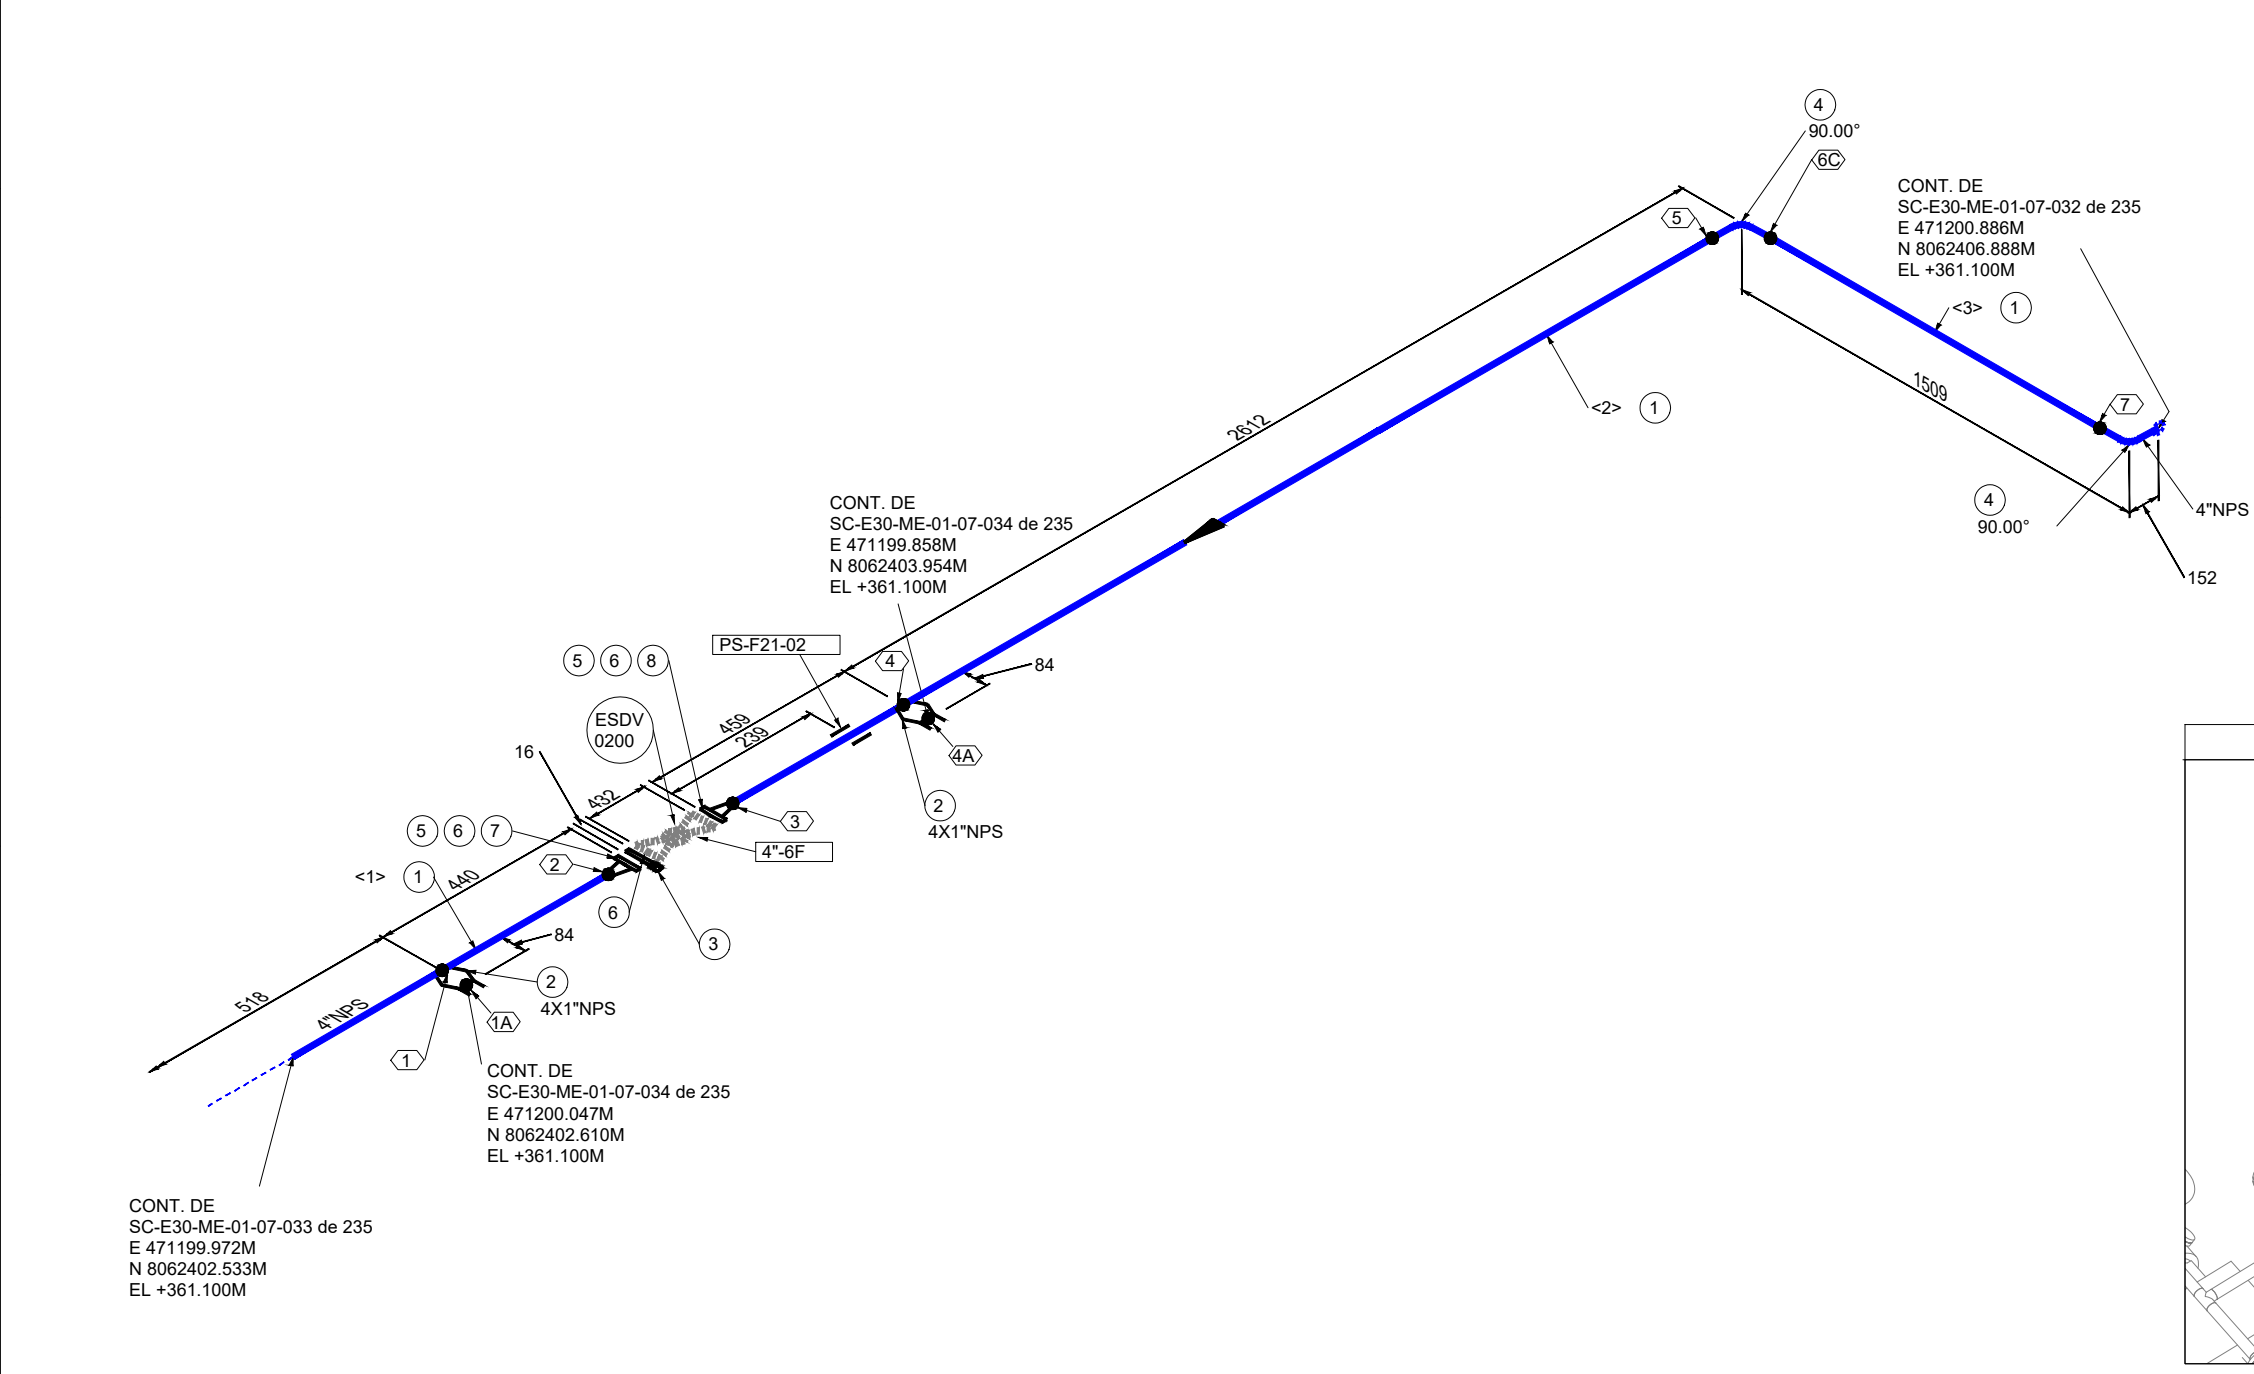 4
90.00°
6C
5
CONT. DE
SC-E30-ME-01-07-032 de 235
E 471200.886M
N 8062406.888M
EL +361.100M
<3> 1
1509
<2> 1
7
2612
4
90.00°
4"NPS
152
CONT. DE
SC-E30-ME-01-07-034 de 235
E 471199.858M
N 8062403.954M
EL +361.100M
PS-F21-02
5 6 8
4
84
ESDV
0200
459
239
4A
16
432
2
4X1"NPS
3
5 6 7
4"-6F
2
<1> 1
440
6
3
84
518
4"NPS
2
4X1"NPS
1A
1
CONT. DE
SC-E30-ME-01-07-034 de 235
E 471200.047M
N 8062402.610M
EL +361.100M
CONT. DE
SC-E30-ME-01-07-033 de 235
E 471199.972M
N 8062402.533M
EL +361.100M